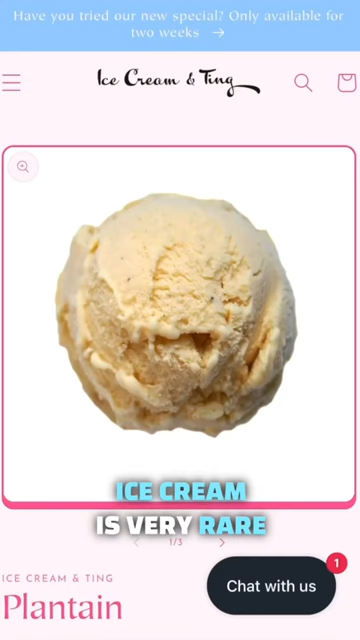 Have you tried our new special? Only available for
two weeks →
Ice Cream & Ting
ICE CREAM
IS VERY RARE
1/3
ICE CREAM & TING
Plantain
Chat with us
1